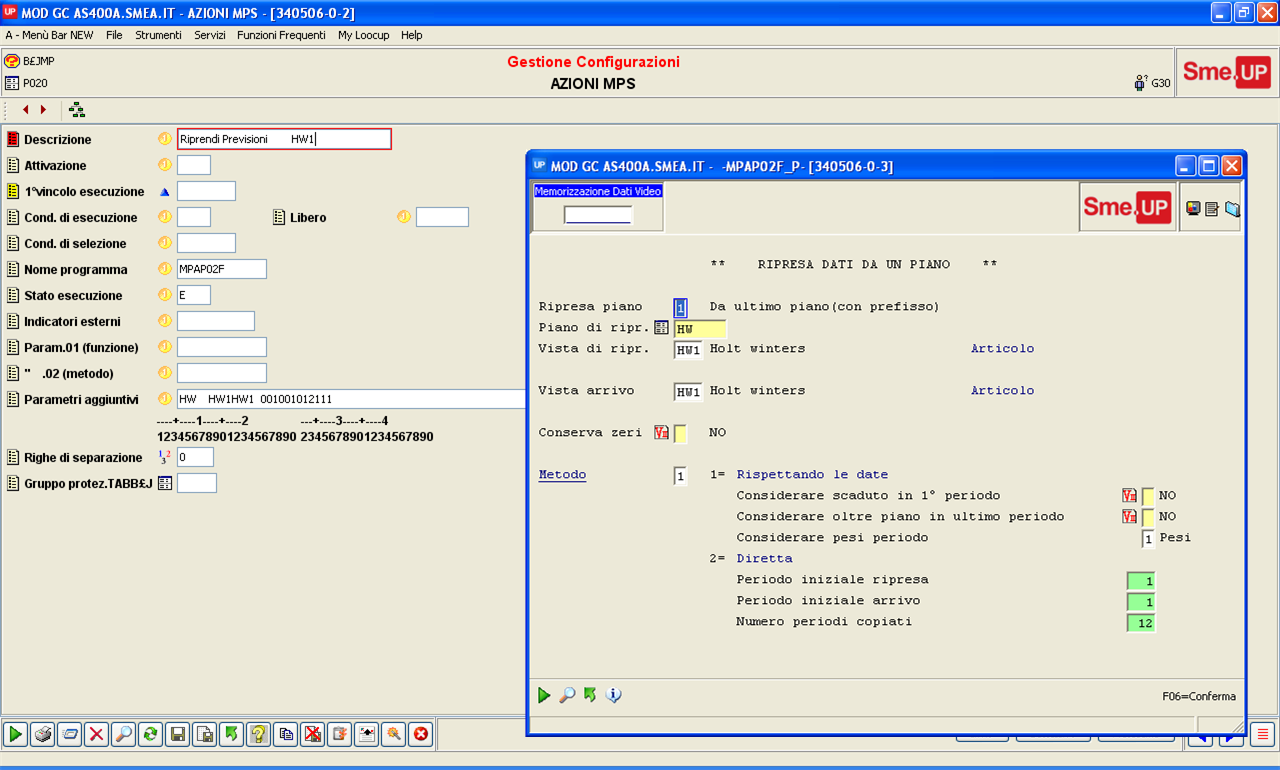 UP MOD GC AS400A.SMEA.IT - AZIONI MPS - [340506-0-2]
A - Menù Bar NEW File Strumenti Servizi Funzioni Frequenti My Loocup Help
B£JMP
Gestione Configurazioni
P020
AZIONI MPS
G30
Sme.UP
Descrizione Riprendi Previsioni HW1
Attivazione
1°vincolo esecuzione
Cond. di esecuzione Libero
Cond. di selezione
Nome programma MPAP02F
Stato esecuzione E
Indicatori esterni
Param.01 (funzione)
" .02 (metodo)
Parametri aggiuntivi HW HW1HW1 001001012111
----+----1----+----2 ---+----3----+----4
12345678901234567890 2345678901234567890
Righe di separazione 0
Gruppo protez.TABB£J
UP MOD GC AS400A.SMEA.IT - -MPAP02F_P- [340506-0-3]
Memorizzazione Dati Video
Sme.UP
** RIPRESA DATI DA UN PIANO **
Ripresa piano 1 Da ultimo piano(con prefisso)
Piano di ripr. HW
Vista di ripr. HW1 Holt winters Articolo
Vista arrivo HW1 Holt winters Articolo
Conserva zeri NO
Metodo 1 1= Rispettando le date
Considerare scaduto in 1° periodo NO
Considerare oltre piano in ultimo periodo NO
Considerare pesi periodo 1 Pesi
2= Diretta
Periodo iniziale ripresa 1
Periodo iniziale arrivo 1
Numero periodi copiati 12
F06=Conferma